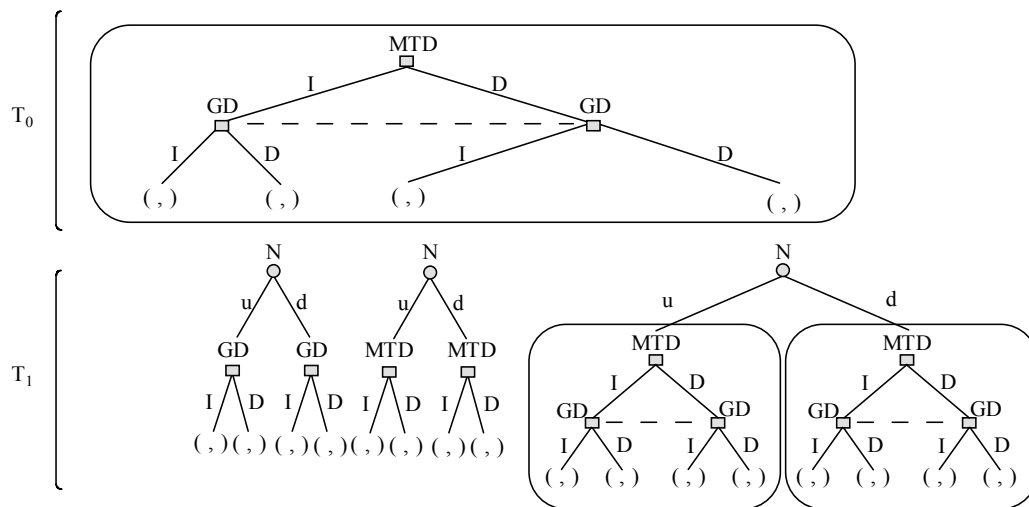 MTD
I D
GD GD
T0
I D I D
( , ) ( , ) ( , ) ( , )
N N N
u d u d u d
GD GD MTD MTD MTD MTD
T1
I D I D I D I D I D I D
GD GD GD GD
( , ) ( , ) ( , ) ( , ) ( , ) ( , ) ( , ) ( , ) I D I D I D I D
( , ) ( , ) ( , ) ( , ) ( , ) ( , ) ( , ) ( , )